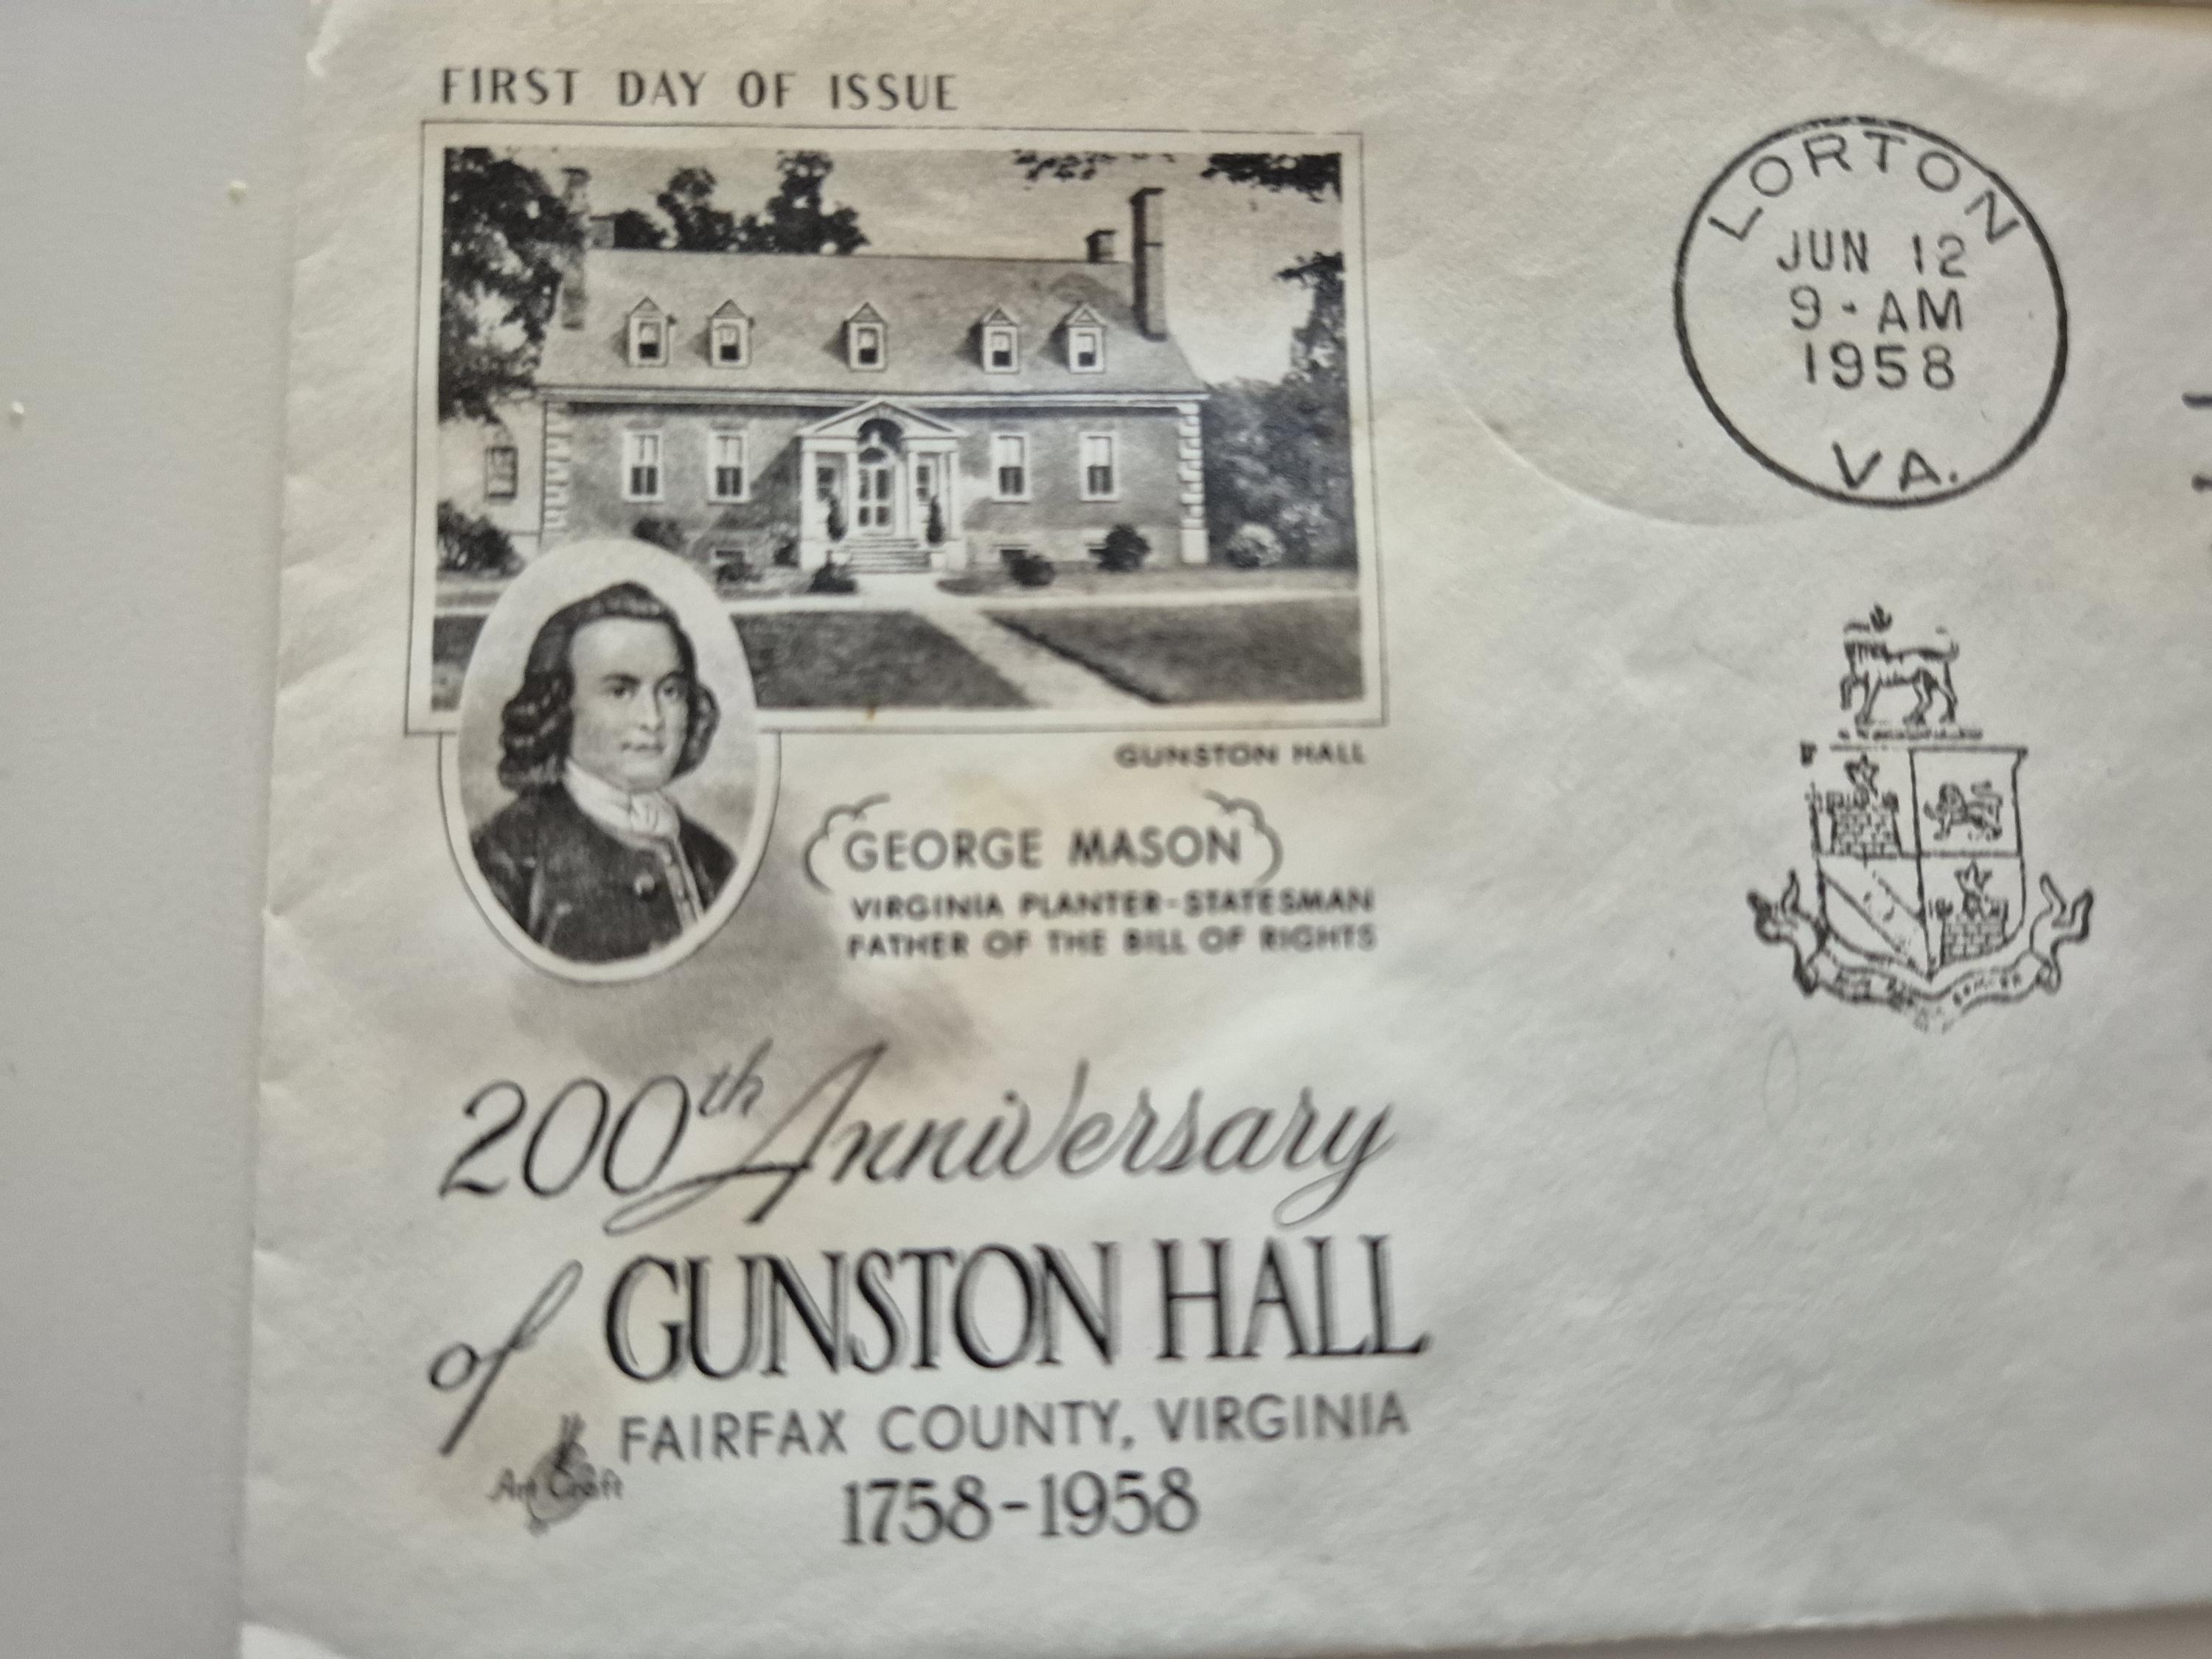 FIRST DAY OF ISSUE
LORTON
JUN 12
9-AM
1958
VA.
GUNSTON HALL
GEORGE MASON
VIRGINIA PLANTER-STATESMAN
FATHER OF THE BILL OF RIGHTS
200th Anniversary
of GUNSTON HALL
FAIRFAX COUNTY, VIRGINIA
Art Craft
1758-1958